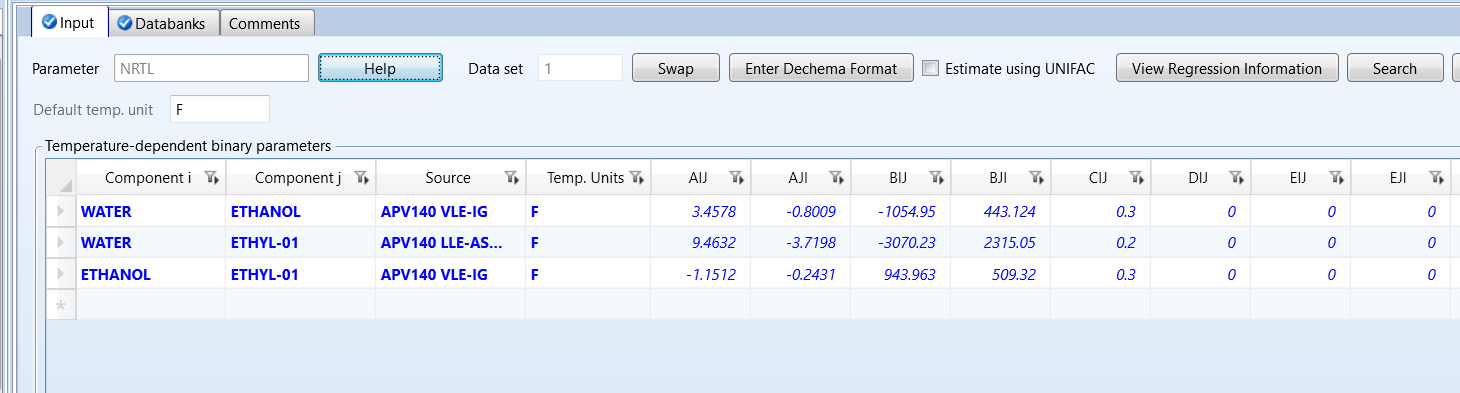 Input Databanks Comments
Parameter NRTL Help Data set 1 Swap Enter Dechema Format Estimate using UNIFAC View Regression Information Search
Default temp. unit F
Temperature-dependent binary parameters
Component i Component j Source Temp. Units AIJ AJI BIJ BJI CIJ DIJ EIJ EJI
WATER ETHANOL APV140 VLE-IG F 3.4578 -0.8009 -1054.95 443.124 0.3 0 0 0
WATER ETHYL-01 APV140 LLE-AS... F 9.4632 -3.7198 -3070.23 2315.05 0.2 0 0 0
ETHANOL ETHYL-01 APV140 VLE-IG F -1.1512 -0.2431 943.963 509.32 0.3 0 0 0
*